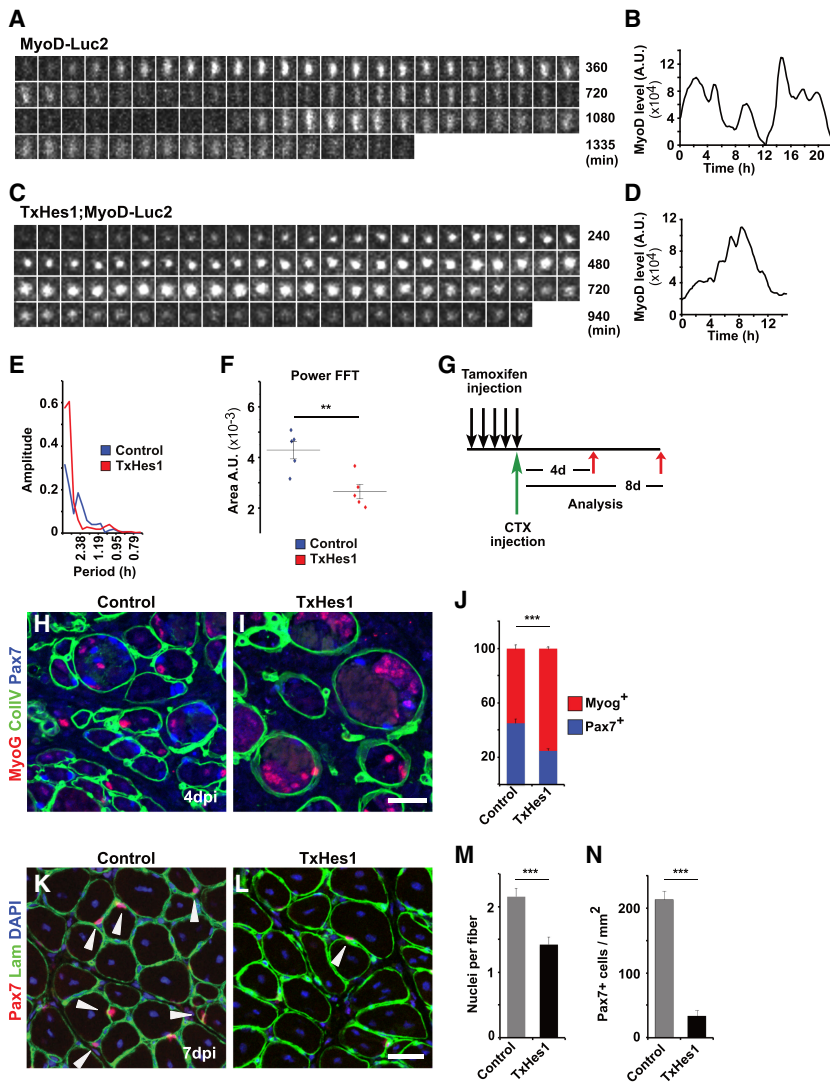 A
MyoD-Luc2
360
720
1080
1335
(min)
B
MyoD level (A.U.)
(x10⁴)
12
8
4
0
0 4 8 12 16 20
Time (h)
C
TxHes1;MyoD-Luc2
240
480
720
940
(min)
D
MyoD level (A.U.)
(x10⁴)
12
8
4
0
0 4 8 12
Time (h)
E
Amplitude
0.6
0.4
0.2
0
Control
TxHes1
2.38 1.19 0.95 0.79
Period (h)
F
Power FFT
**
Area A.U. (x10-3)
6
4
2
Control
TxHes1
G
Tamoxifen
injection
4d
8d
Analysis
CTX
injection
Control
TxHes1
MyoG ColIV Pax7
H
4dpi
I
J
***
100
60
20
Myog+
Pax7+
Control
TxHes1
Control
TxHes1
Pax7 Lam DAPI
K
7dpi
L
M
***
Nuclei per fiber
2
1
0
Control
TxHes1
N
***
Pax7+ cells / mm2
200
100
0
Control
TxHes1